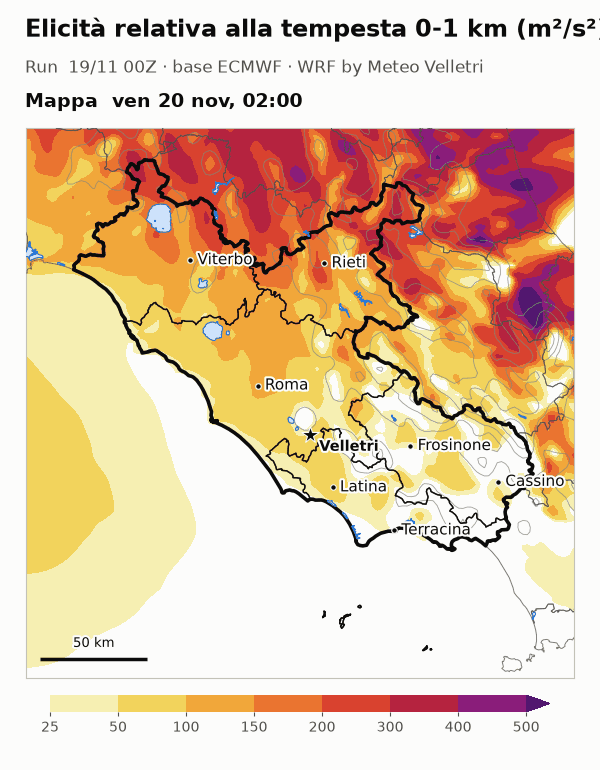 Elicità relativa alla tempesta 0-1 km (m²/s²)
Run  19/11 00Z · base ECMWF · WRF by Meteo Velletri
Mappa  ven 20 nov, 02:00
Viterbo
Rieti
Roma
Velletri
Frosinone
Latina
Cassino
Terracina
50 km
25 50 100 150 200 300 400 500